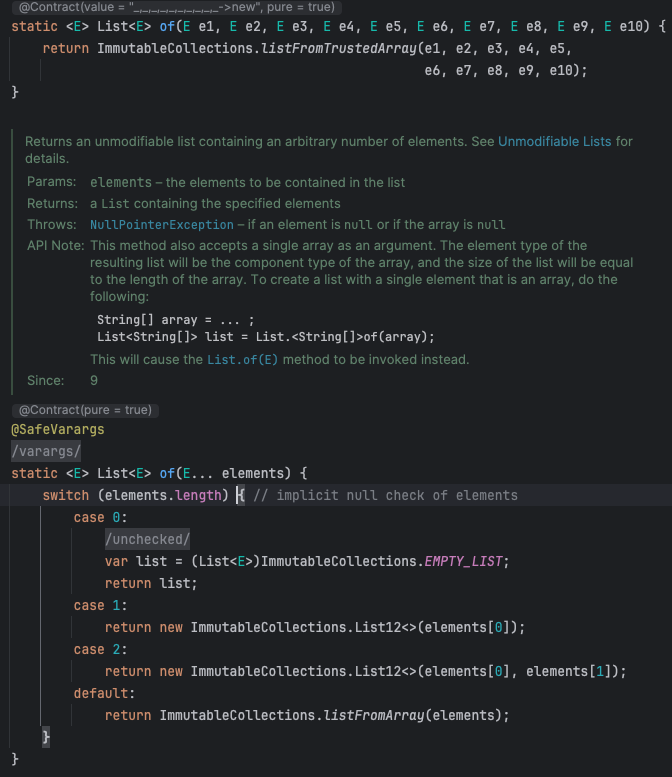 @Contract(value = "_,_,_,_,_,_,_,_,_,_->new", pure = true)
static <E> List<E> of(E e1, E e2, E e3, E e4, E e5, E e6, E e7, E e8, E e9, E e10) {
return ImmutableCollections.listFromTrustedArray(e1, e2, e3, e4, e5,
e6, e7, e8, e9, e10);
}
Returns an unmodifiable list containing an arbitrary number of elements. See Unmodifiable Lists for
details.
Params: elements – the elements to be contained in the list
Returns: a List containing the specified elements
Throws: NullPointerException – if an element is null or if the array is null
API Note: This method also accepts a single array as an argument. The element type of the
resulting list will be the component type of the array, and the size of the list will be equal
to the length of the array. To create a list with a single element that is an array, do the
following:
String[] array = ... ;
List<String[]> list = List.<String[]>of(array);
This will cause the List.of(E) method to be invoked instead.
Since: 9
@Contract(pure = true)
@SafeVarargs
/varargs/
static <E> List<E> of(E... elements) {
switch (elements.length) { // implicit null check of elements
case 0:
/unchecked/
var list = (List<E>)ImmutableCollections.EMPTY_LIST;
return list;
case 1:
return new ImmutableCollections.List12<>(elements[0]);
case 2:
return new ImmutableCollections.List12<>(elements[0], elements[1]);
default:
return ImmutableCollections.listFromArray(elements);
}
}